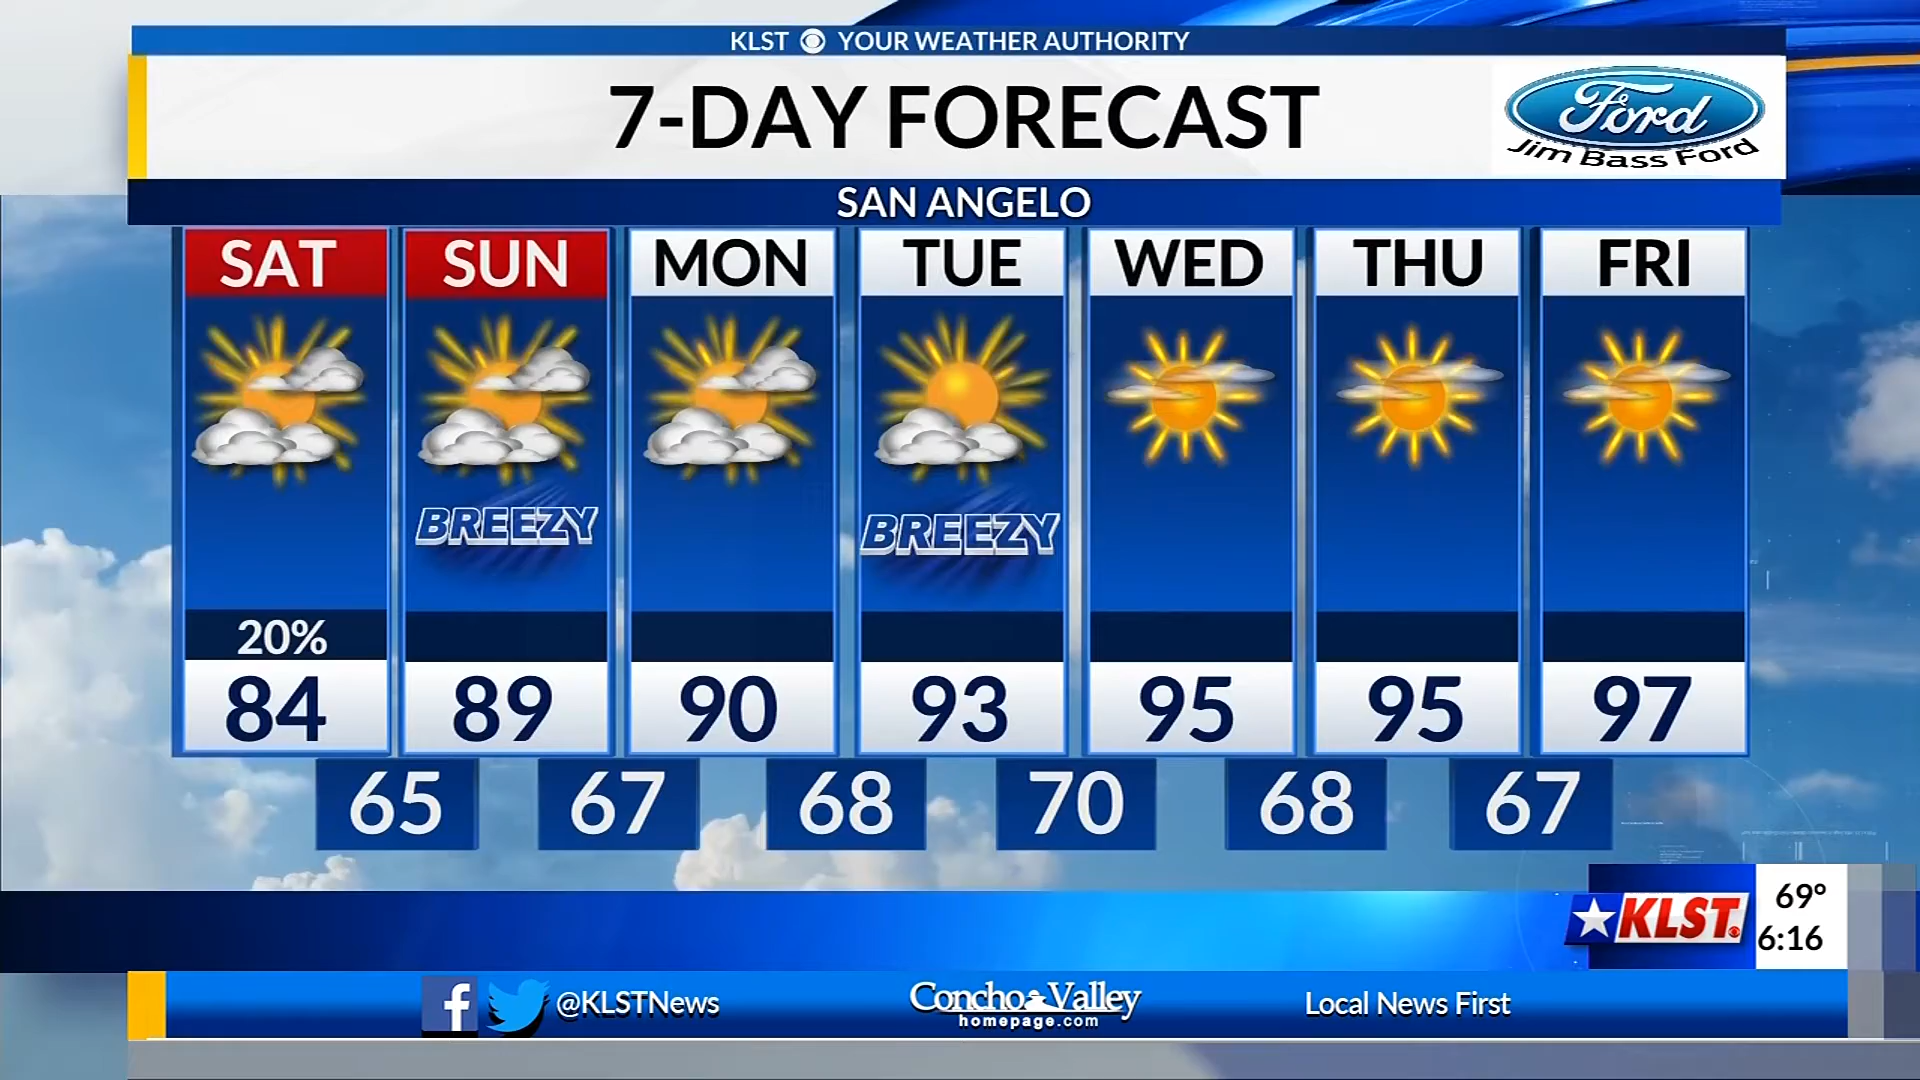 KLST YOUR WEATHER AUTHORITY
7-DAY FORECAST
Ford
Jim Bass Ford
SAN ANGELO
SAT SUN MON TUE WED THU FRI
BREEZY BREEZY
20%
84 89 90 93 95 95 97
65 67 68 70 68 67
KLST
69°
6:16
@KLSTNews
Concho Valley
homepage.com
Local News First